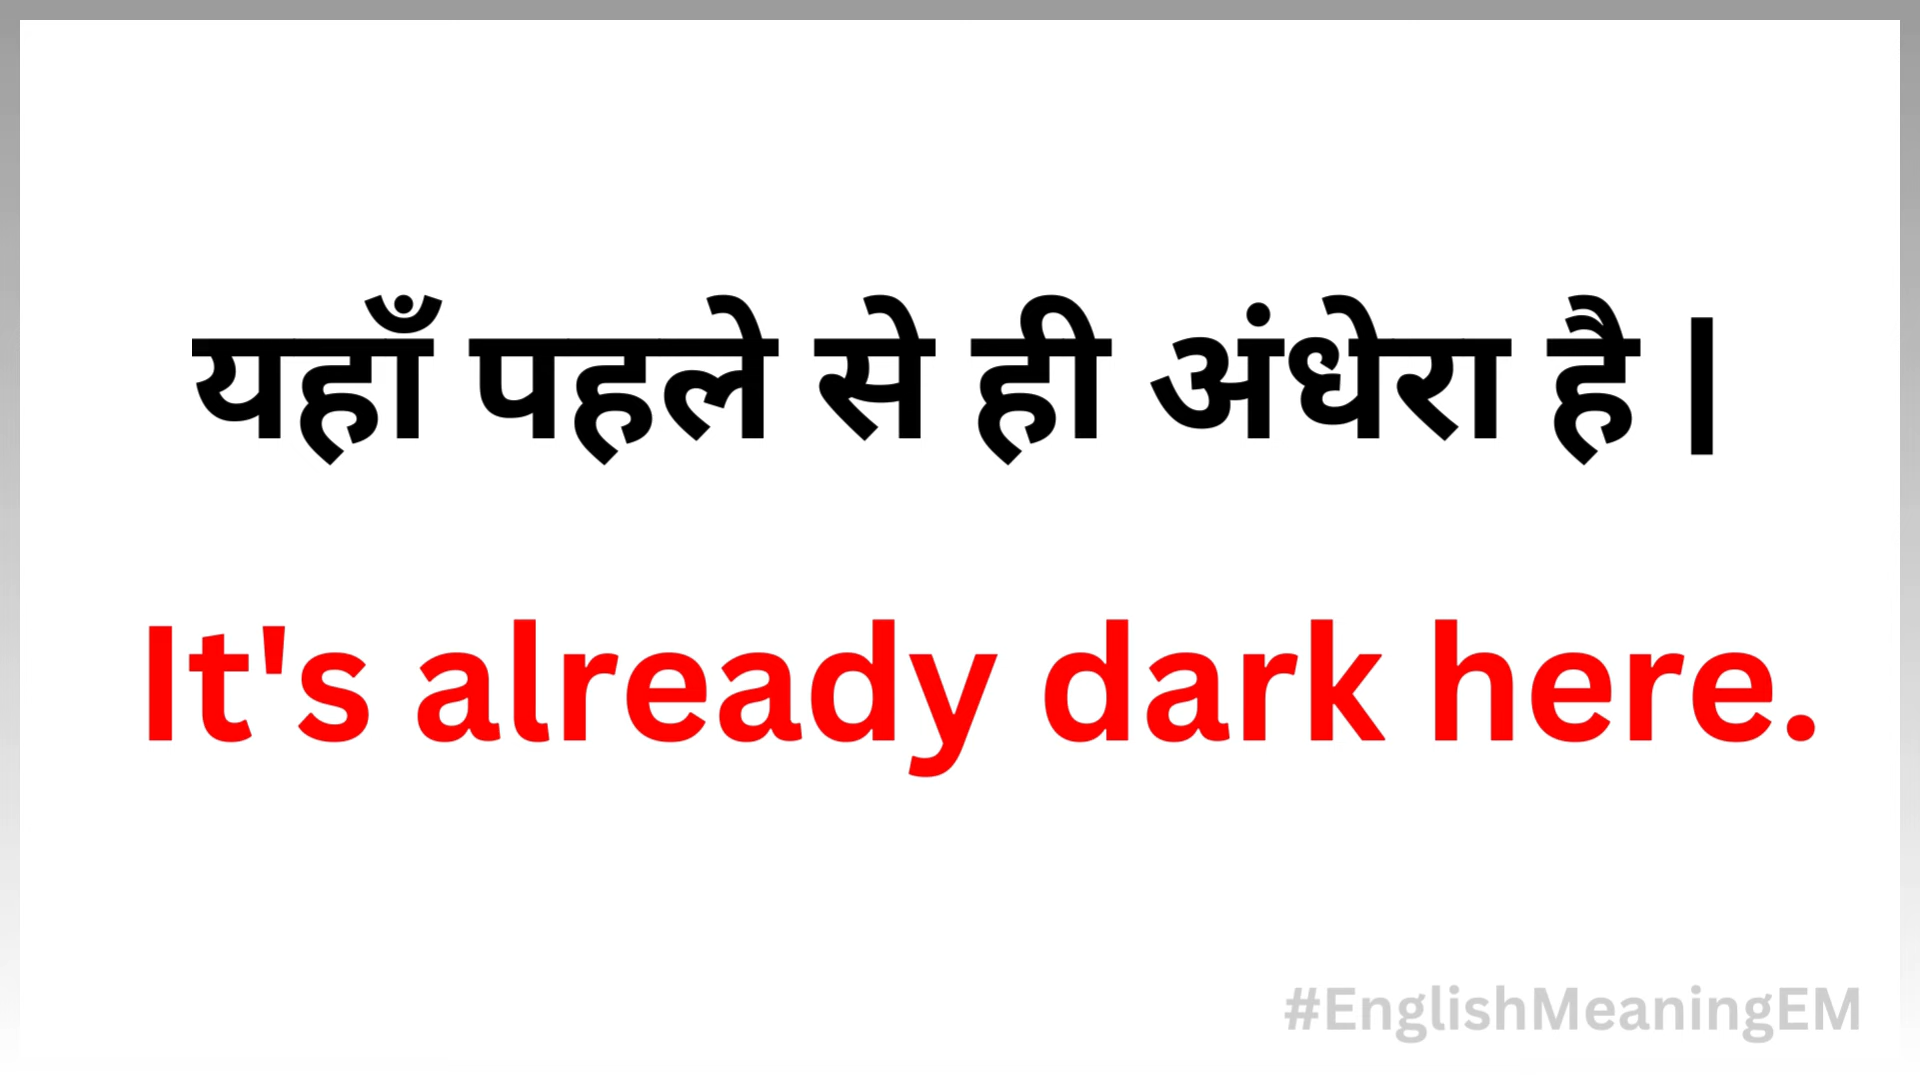 यहाँ पहले से ही अंधेरा है |
It's already dark here.
#EnglishMeaningEM